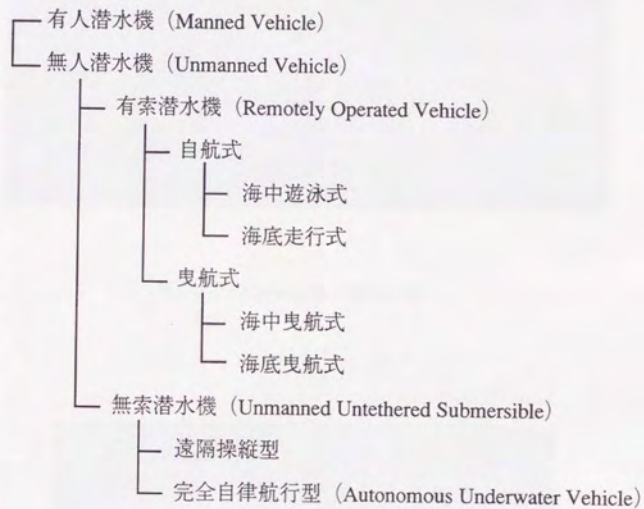 有人潜水機 (Manned Vehicle)
無人潜水機 (Unmanned Vehicle)
有索潜水機 (Remotely Operated Vehicle)
自航式
海中遊泳式
海底走行式
曳航式
海中曳航式
海底曳航式
無索潜水機 (Unmanned Untethered Submersible)
遠隔操縦型
完全自律航行型 (Autonomous Underwater Vehicle)